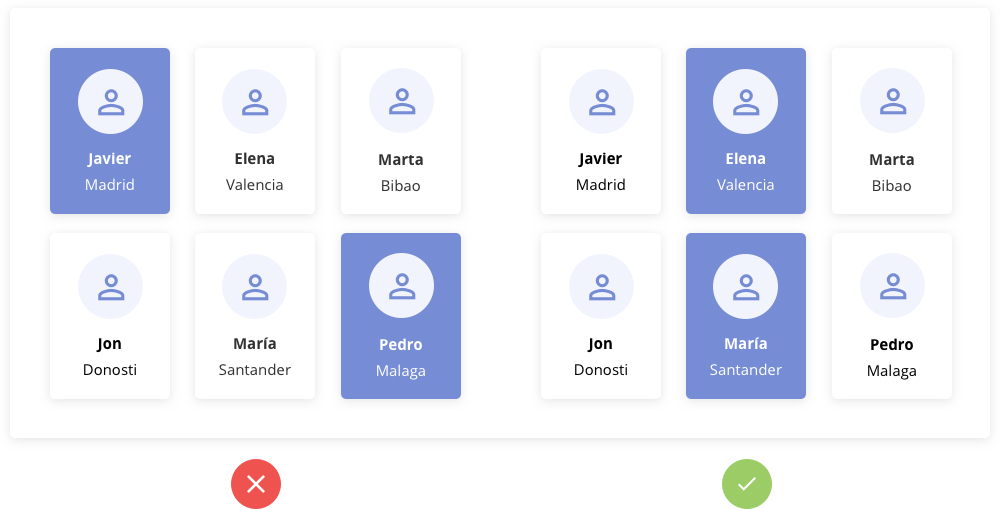 Javier
Madrid
Elena
Valencia
Marta
Bibao
Jon
Donosti
María
Santander
Pedro
Malaga
Javier
Madrid
Elena
Valencia
Marta
Bibao
Jon
Donosti
María
Santander
Pedro
Malaga